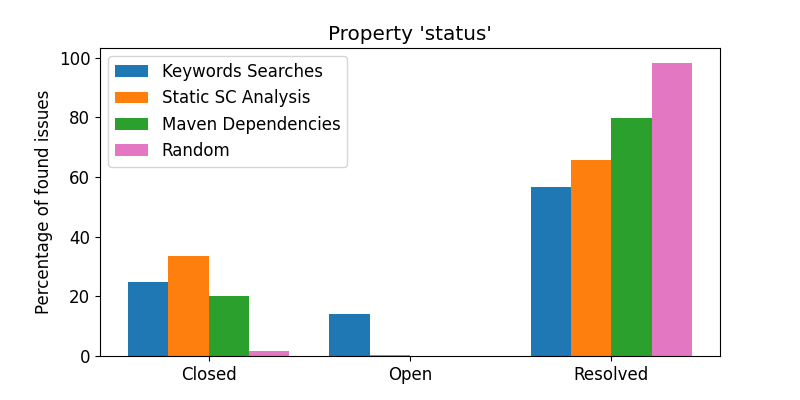 Property 'status'
Percentage of found issues
100
80
60
40
20
0
Keywords Searches
Static SC Analysis
Maven Dependencies
Random
Closed
Open
Resolved